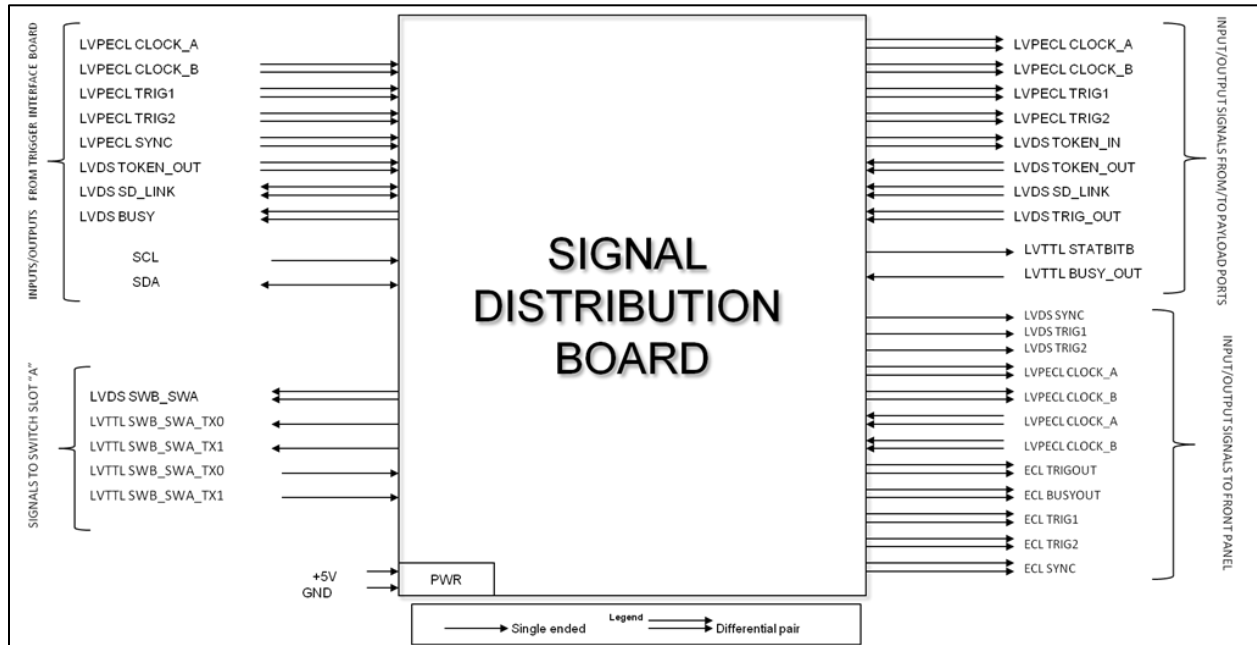 INPUTS/OUTPUTS FROM TRIGGER INTERFACE BOARD
LVPECL CLOCK_A
LVPECL CLOCK_B
LVPECL TRIG1
LVPECL TRIG2
LVPECL SYNC
LVDS TOKEN_OUT
LVDS SD_LINK
LVDS BUSY
SCL
SDA
SIGNALS TO SWITCH SLOT "A"
LVDS SWB_SWA
LVTTL SWB_SWA_TX0
LVTTL SWB_SWA_TX1
LVTTL SWB_SWA_TX0
LVTTL SWB_SWA_TX1
+5V
GND
PWR
SIGNAL
DISTRIBUTION
BOARD
LVPECL CLOCK_A
LVPECL CLOCK_B
LVPECL TRIG1
LVPECL TRIG2
LVDS TOKEN_IN
LVDS TOKEN_OUT
LVDS SD_LINK
LVDS TRIG_OUT
LVTTL STATBITB
LVTTL BUSY_OUT
INPUT/OUTPUT SIGNALS FROM/TO PAYLOAD PORTS
LVDS SYNC
LVDS TRIG1
LVDS TRIG2
LVPECL CLOCK_A
LVPECL CLOCK_B
LVPECL CLOCK_A
LVPECL CLOCK_B
ECL TRIGOUT
ECL BUSYOUT
ECL TRIG1
ECL TRIG2
ECL SYNC
INPUT/OUTPUT SIGNALS TO FRONT PANEL
Legend
Single ended
Differential pair